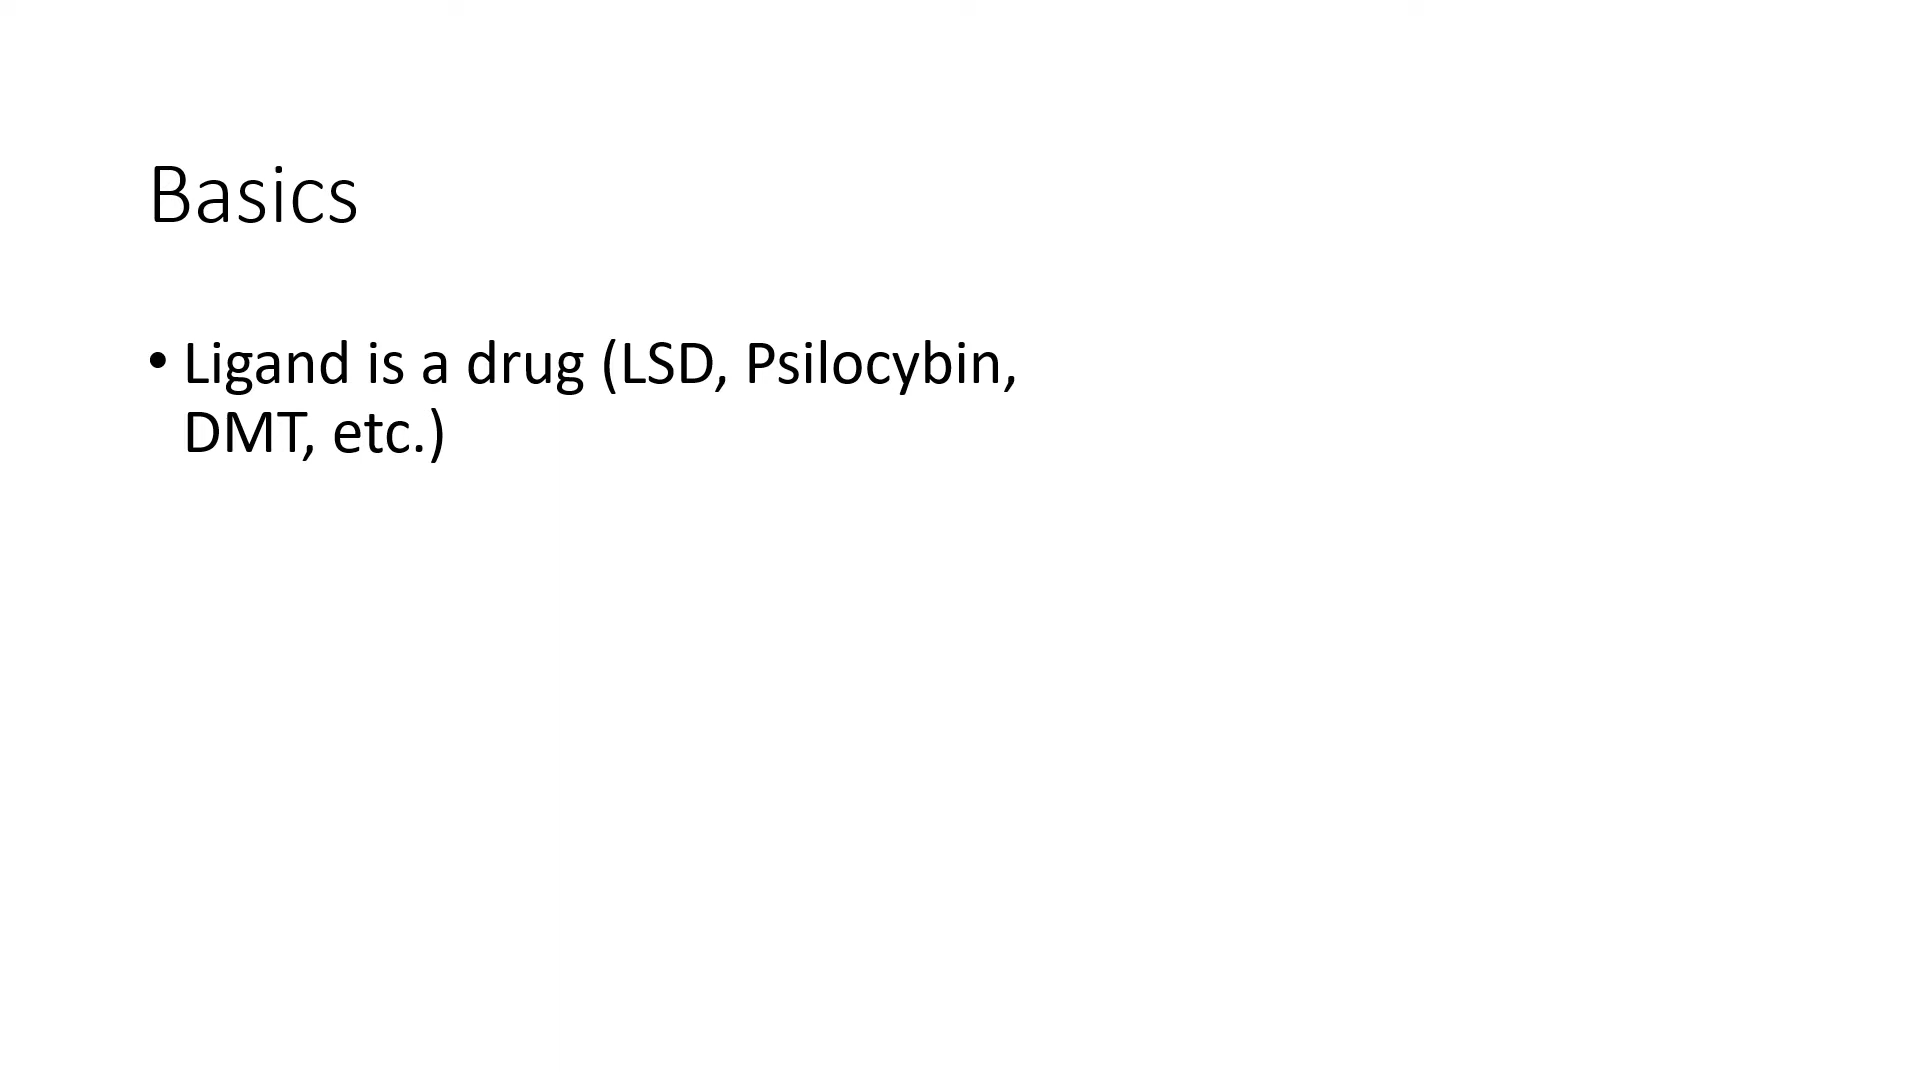 Basics
• Ligand is a drug (LSD, Psilocybin,
DMT, etc.)